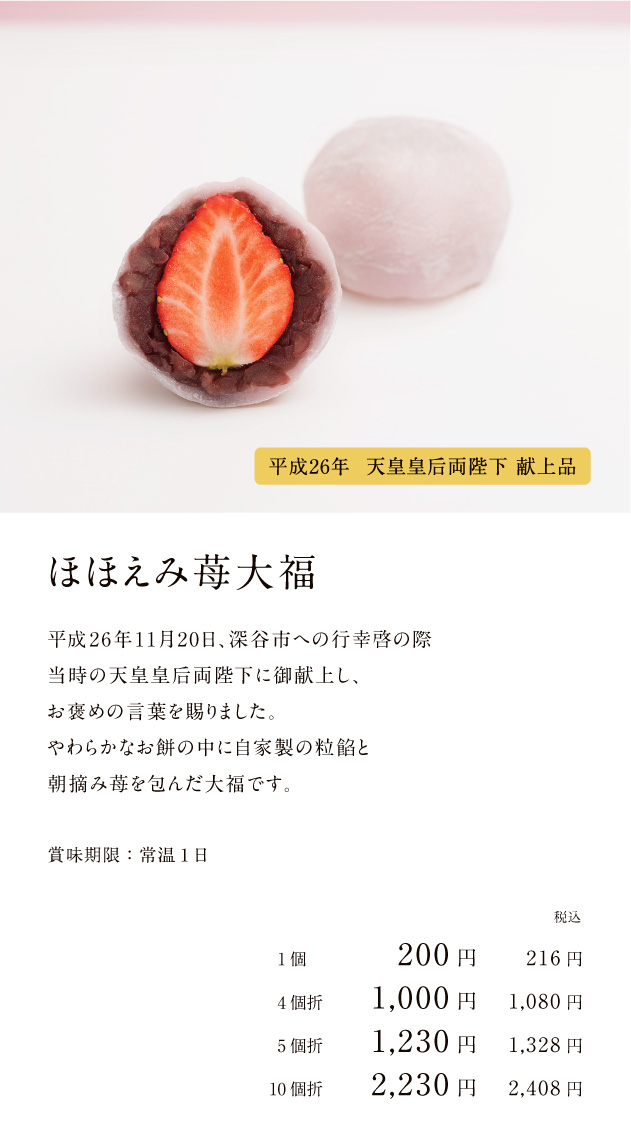 平成26年 天皇皇后両陛下 献上品
ほほえみ苺大福
平成26年11月20日、深谷市への行幸啓の際
当時の天皇皇后両陛下に御献上し、
お褒めの言葉を賜りました。
やわらかなお餅の中に自家製の粒餡と
朝摘み苺を包んだ大福です。
賞味期限：常温１日
税込
1個 200円 216円
4個折 1,000円 1,080円
5個折 1,230円 1,328円
10個折 2,230円 2,408円